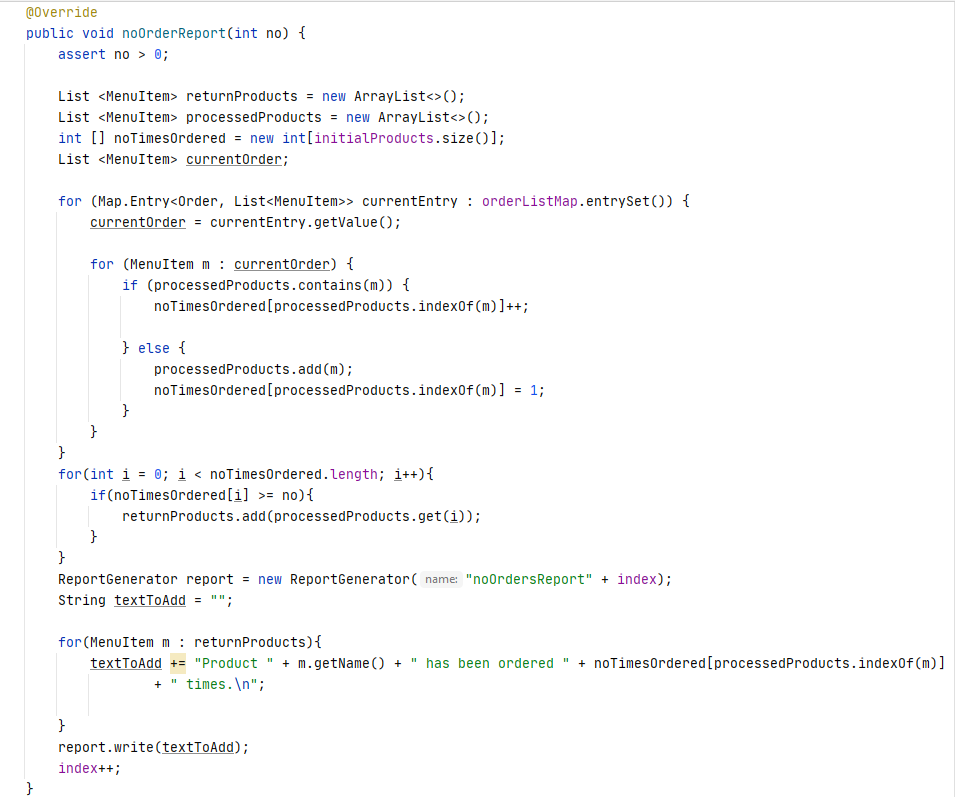 @Override
public void noOrderReport(int no) {
    assert no > 0;

    List <MenuItem> returnProducts = new ArrayList<>();
    List <MenuItem> processedProducts = new ArrayList<>();
    int [] noTimesOrdered = new int[initialProducts.size()];
    List <MenuItem> currentOrder;

    for (Map.Entry<Order, List<MenuItem>> currentEntry : orderListMap.entrySet()) {
        currentOrder = currentEntry.getValue();

        for (MenuItem m : currentOrder) {
            if (processedProducts.contains(m)) {
                noTimesOrdered[processedProducts.indexOf(m)]++;

            } else {
                processedProducts.add(m);
                noTimesOrdered[processedProducts.indexOf(m)] = 1;
            }
        }
    }
    for(int i = 0; i < noTimesOrdered.length; i++){
        if(noTimesOrdered[i] >= no){
            returnProducts.add(processedProducts.get(i));
        }
    }
    ReportGenerator report = new ReportGenerator( name: "noOrdersReport" + index);
    String textToAdd = "";

    for(MenuItem m : returnProducts){
        textToAdd += "Product " + m.getName() + " has been ordered " + noTimesOrdered[processedProducts.indexOf(m)]
                + " times.\n";

    }
    report.write(textToAdd);
    index++;
}